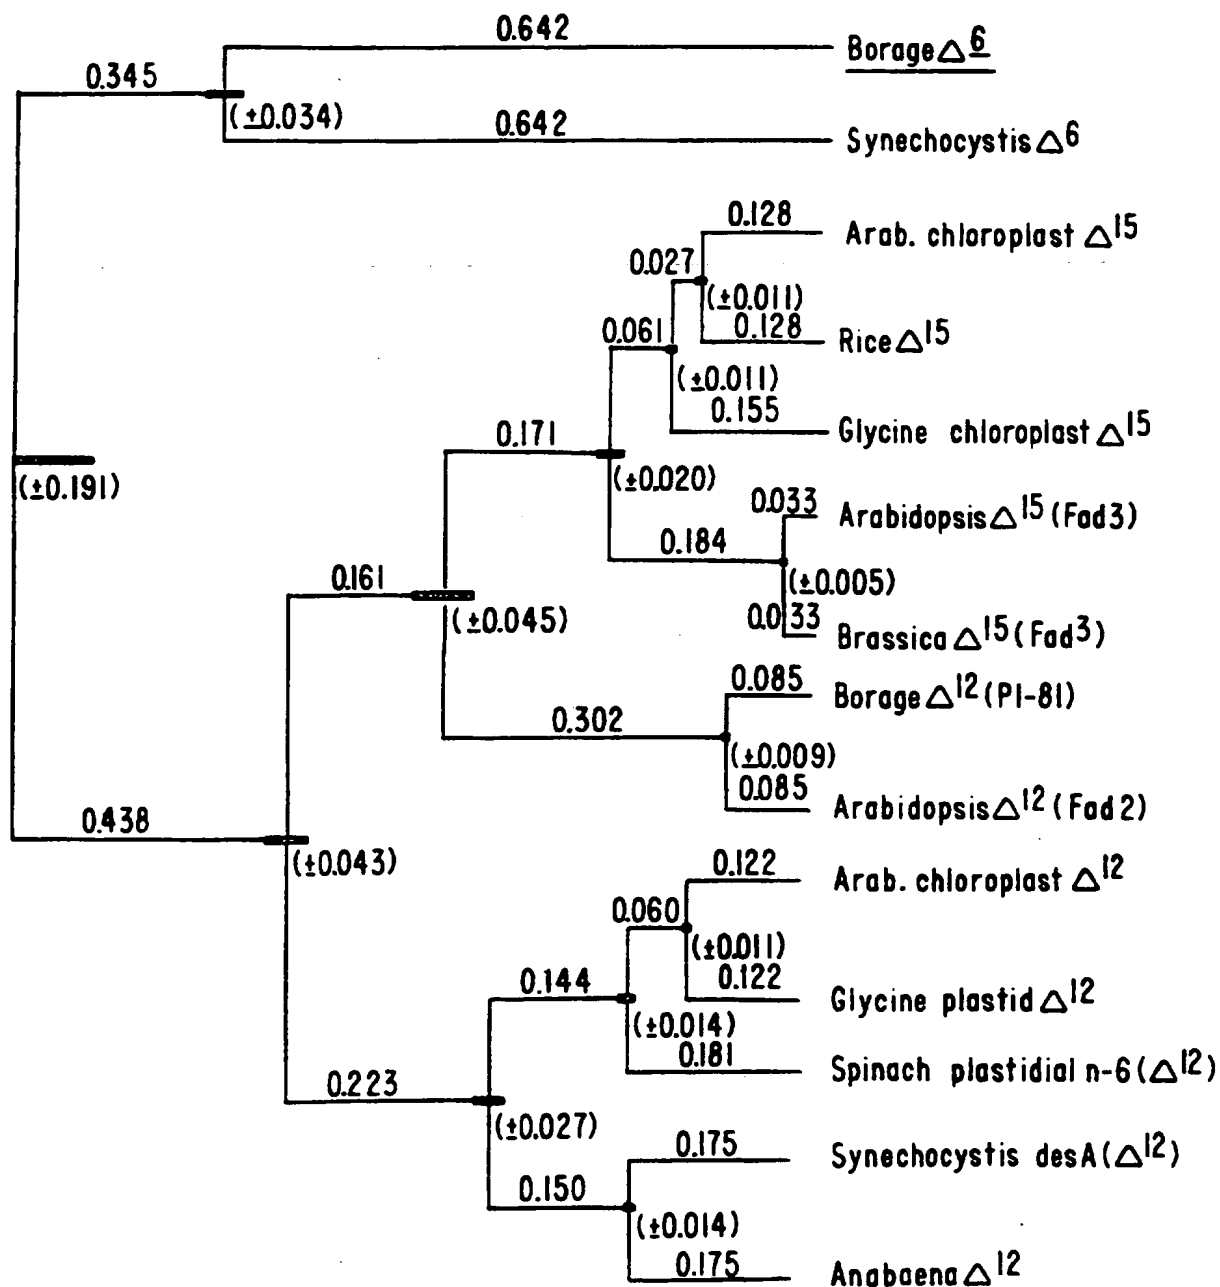 0.642
Borage △6
0.345
(±0.034)
0.642
Synechocystis △6
0.128
Arab. chloroplast △15
0.027
(±0.011)
0.061
0.128
Rice △15
(±0.011)
0.155
Glycine chloroplast △15
0.171
(±0.191)
(±0.020)
0.033
Arabidopsis △15 (Fad3)
0.184
0.161
(±0.005)
(±0.045)
0.033
Brassica △15 (Fad3)
0.085
Borage △12 (Pl-81)
0.302
(±0.009)
0.085
Arabidopsis △12 (Fad2)
0.438
(±0.043)
0.122
Arab. chloroplast △12
0.060
(±0.011)
0.144
0.122
Glycine plastid △12
(±0.014)
0.181
Spinach plastidial n-6 (△12)
0.223
(±0.027)
0.175
Synechocystis desA (△12)
0.150
(±0.014)
0.175
Anabaena △12